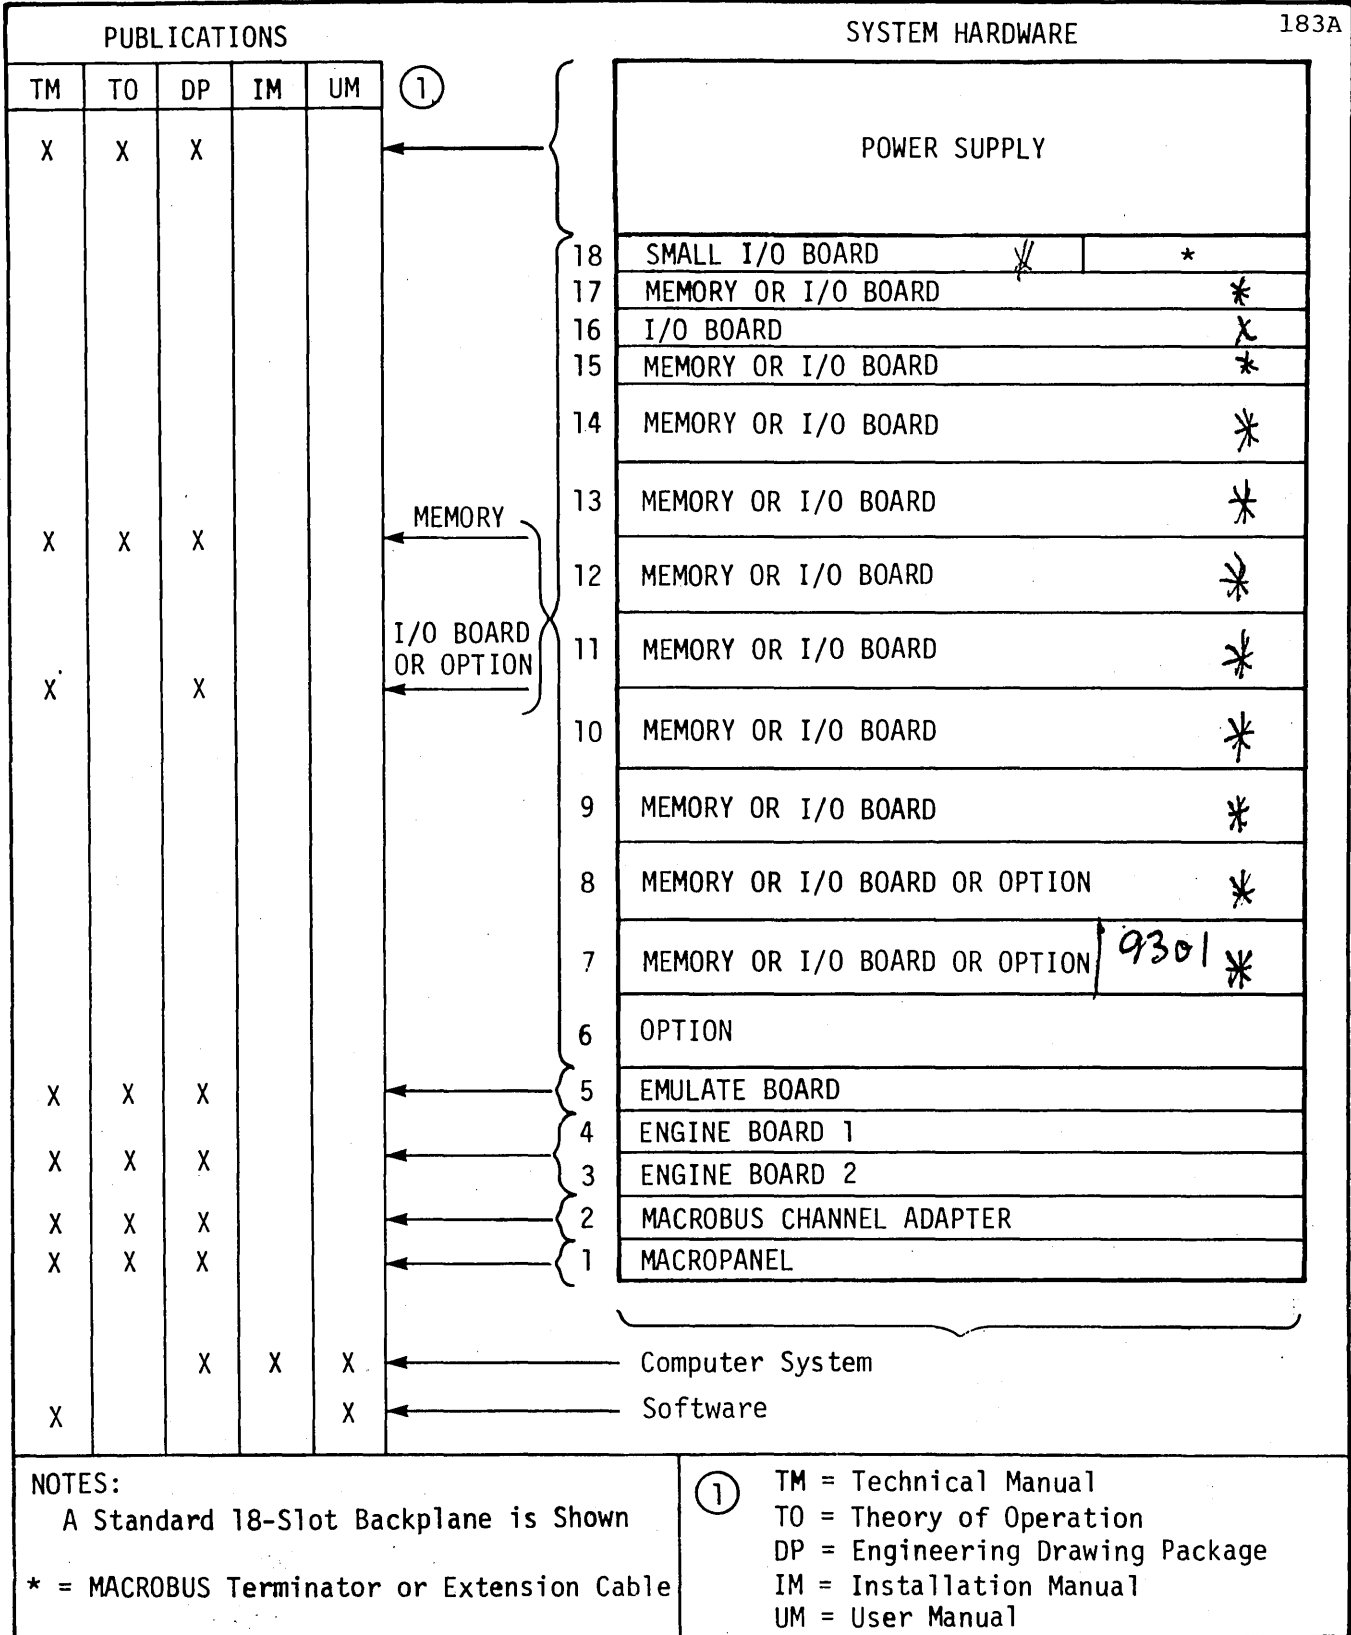 PUBLICATIONS
SYSTEM HARDWARE
183A
TM TO DP IM UM ①
X X X
POWER SUPPLY
18 SMALL I/O BOARD * *
17 MEMORY OR I/O BOARD *
16 I/O BOARD *
15 MEMORY OR I/O BOARD *
14 MEMORY OR I/O BOARD *
13 MEMORY OR I/O BOARD *
MEMORY
X X X
12 MEMORY OR I/O BOARD *
I/O BOARD
OR OPTION
11 MEMORY OR I/O BOARD *
X X
10 MEMORY OR I/O BOARD *
9 MEMORY OR I/O BOARD *
8 MEMORY OR I/O BOARD OR OPTION *
7 MEMORY OR I/O BOARD OR OPTION 9301 *
6 OPTION
X X X 5 EMULATE BOARD
4 ENGINE BOARD 1
X X X
3 ENGINE BOARD 2
X X X 2 MACROBUS CHANNEL ADAPTER
X X X 1 MACROPANEL
X X X Computer System
X X Software
NOTES:
A Standard 18-Slot Backplane is Shown
* = MACROBUS Terminator or Extension Cable
① TM = Technical Manual
TO = Theory of Operation
DP = Engineering Drawing Package
IM = Installation Manual
UM = User Manual